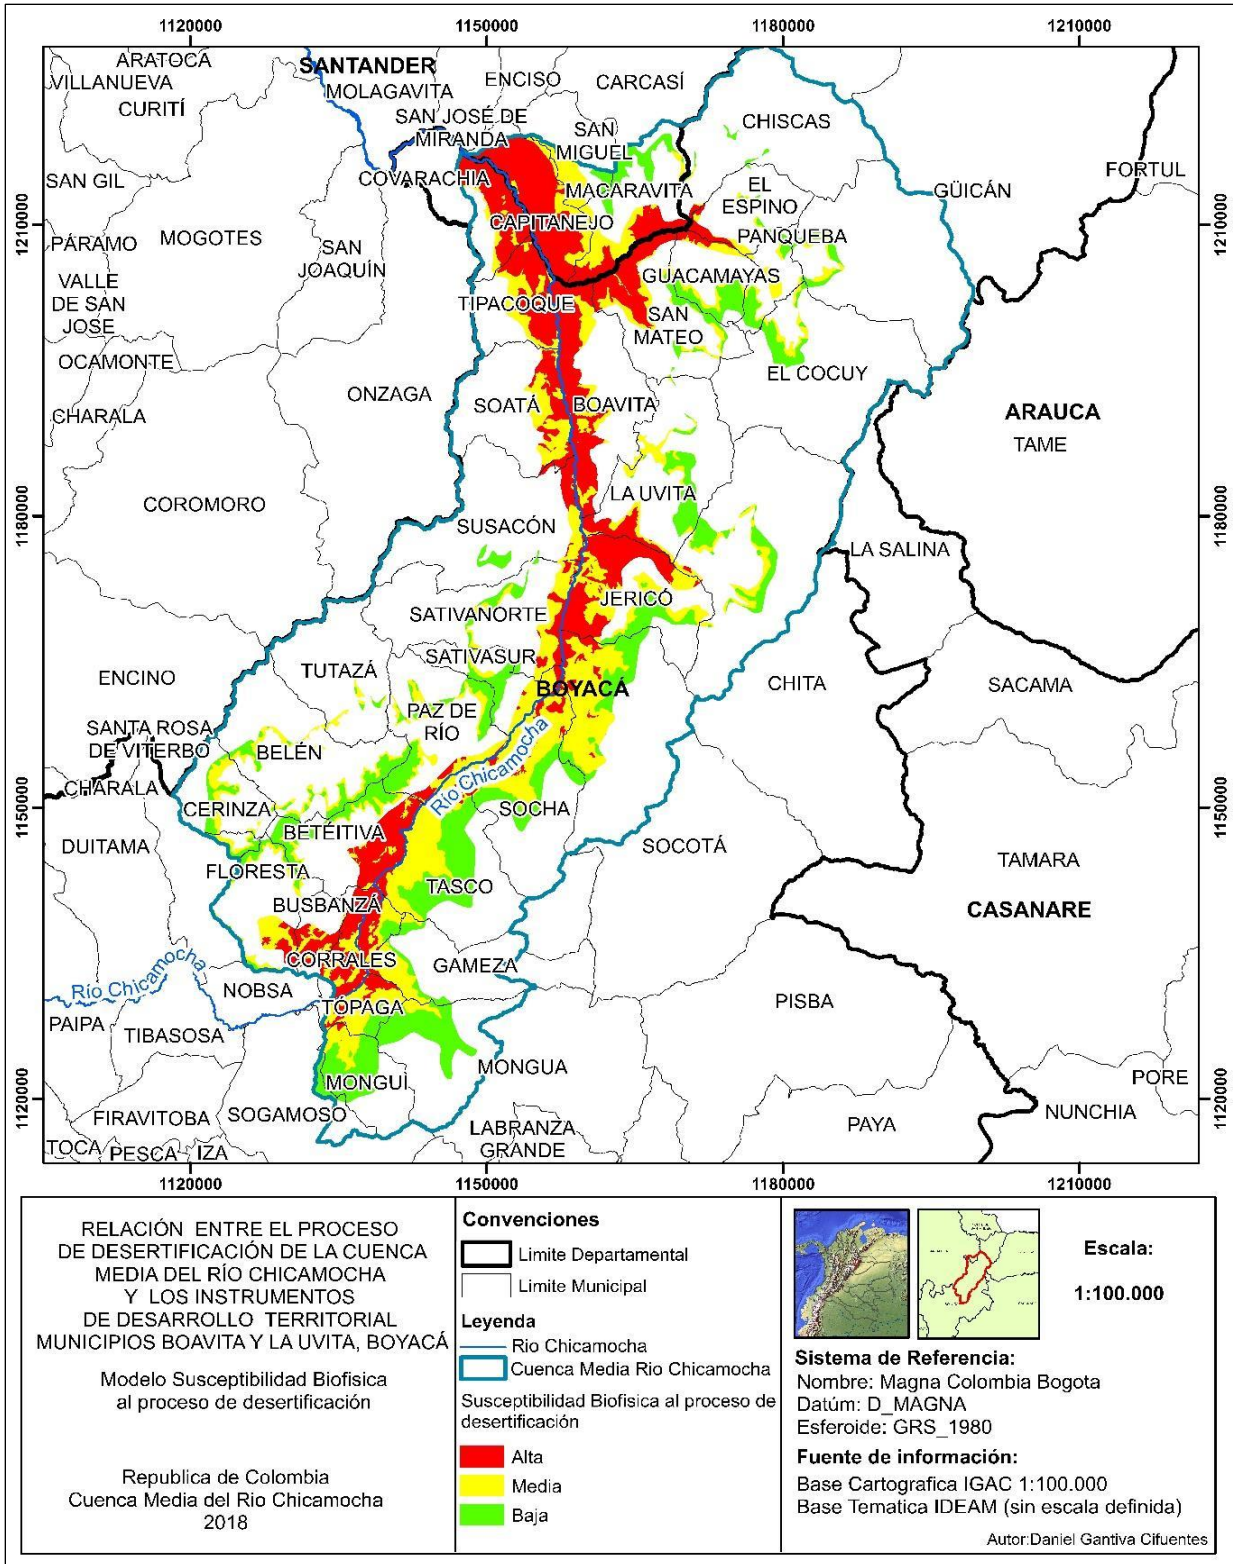 1120000
1150000
1180000
1210000
ARATOCA
VILLANUEVA
CURITÍ
SANTANDER
MOLAGAVITA
ENCISO
CARCASÍ
SAN JOSÉ DE
MIRANDA
SAN
MIGUEL
CHISCAS
FORTUL
SAN GIL
COVARACHIA
MACARAVITA
EL
ESPINO
GÜICÁN
1210000
1210000
PÁRAMO
MOGOTES
SAN
JOAQUÍN
CAPITANEJO
PANQUEBA
VALLE
DE SAN
JOSE
TIPACOQUE
GUACAMAYAS
SAN
MATEO
OCAMONTE
ONZAGA
EL COCUY
CHARALA
SOATÁ
BOAVITA
ARAUCA
TAME
COROMORO
LA UVITA
1180000
1180000
SUSACÓN
LA SALINA
SATIVANORTE
JERICÓ
ENCINO
TUTAZÁ
SATIVASUR
BOYACÁ
CHITA
SACAMA
SANTA ROSA
DE VITERBO
BELÉN
PAZ DE
RÍO
Río Chicamocha
CHARALA
CERINZA
SOCHA
1150000
1150000
DUITAMA
BETÉITIVA
SOCOTÁ
TAMARA
FLORESTA
TASCO
BUSBANZÁ
CASANARE
CORRALES
GAMEZA
Río Chicamocha
NOBSA
TÓPAGA
PISBA
PAIPA
TIBASOSA
MONGUA
MONGUÍ
PORE
1120000
1120000
FIRAVITOBA
SOGAMOSO
LABRANZA
GRANDE
PAYA
NUNCHIA
TOCA
PESCA
IZA
1120000
1150000
1180000
1210000
RELACIÓN ENTRE EL PROCESO
DE DESERTIFICACIÓN DE LA CUENCA
MEDIA DEL RÍO CHICAMOCHA
Y LOS INSTRUMENTOS
DE DESARROLLO TERRITORIAL
MUNICIPIOS BOAVITA Y LA UVITA, BOYACÁ
Modelo Susceptibilidad Biofisica
al proceso de desertificación
Republica de Colombia
Cuenca Media del Rio Chicamocha
2018
Convenciones
Limite Departamental
Limite Municipal
Leyenda
Rio Chicamocha
Cuenca Media Rio Chicamocha
Susceptibilidad Biofisica al proceso de
desertificación
Alta
Media
Baja
Escala:
1:100.000
Sistema de Referencia:
Nombre: Magna Colombia Bogota
Datúm: D_MAGNA
Esferoide: GRS_1980
Fuente de información:
Base Cartografica IGAC 1:100.000
Base Tematica IDEAM (sin escala definida)
Autor:Daniel Gantiva Cifuentes